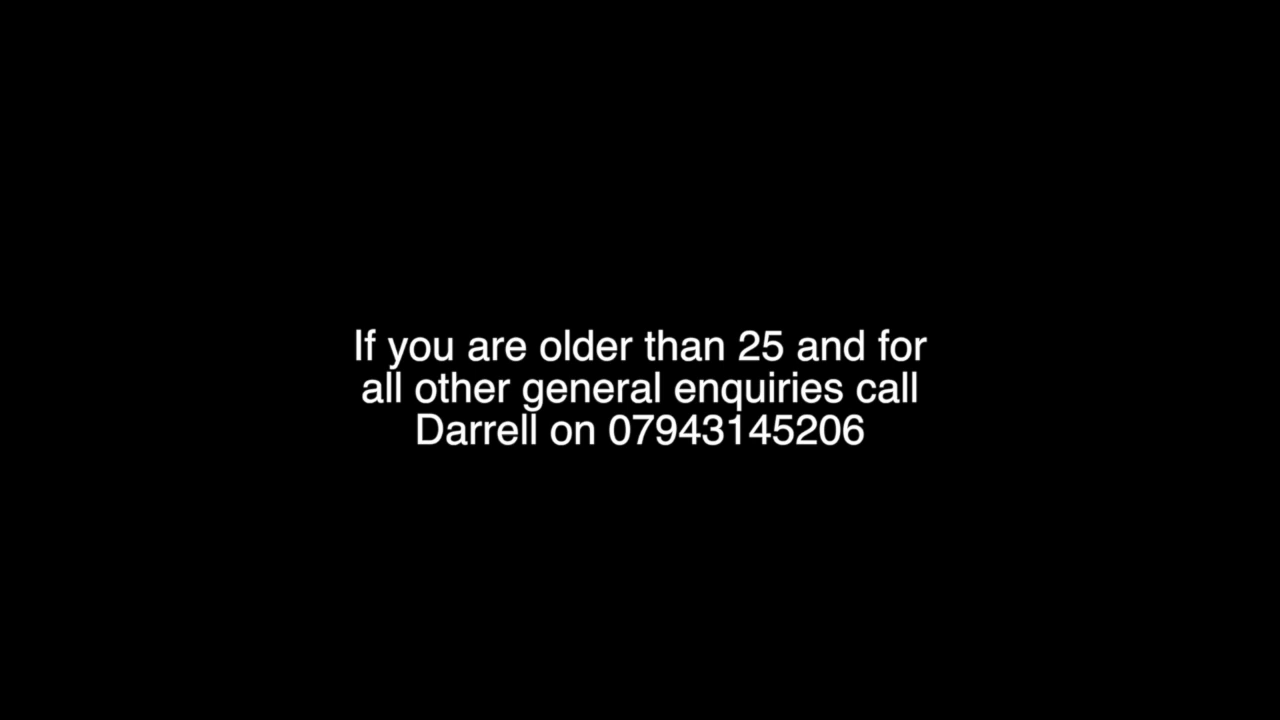 If you are older than 25 and for
all other general enquiries call
Darrell on 07943145206